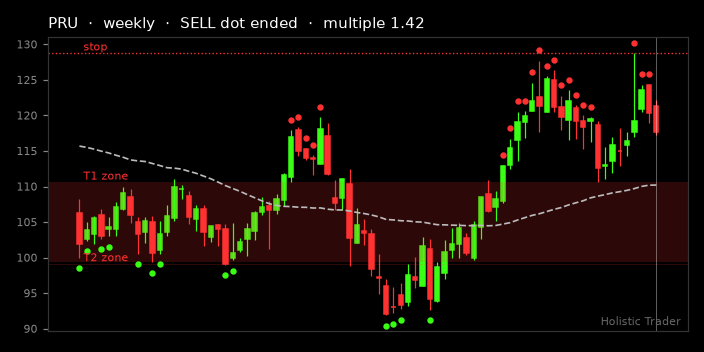 PRU · weekly · SELL dot ended · multiple 1.42
130
stop
125
120
115
T1 zone
110
105
T2 zone
100
95
Holistic Trader
90